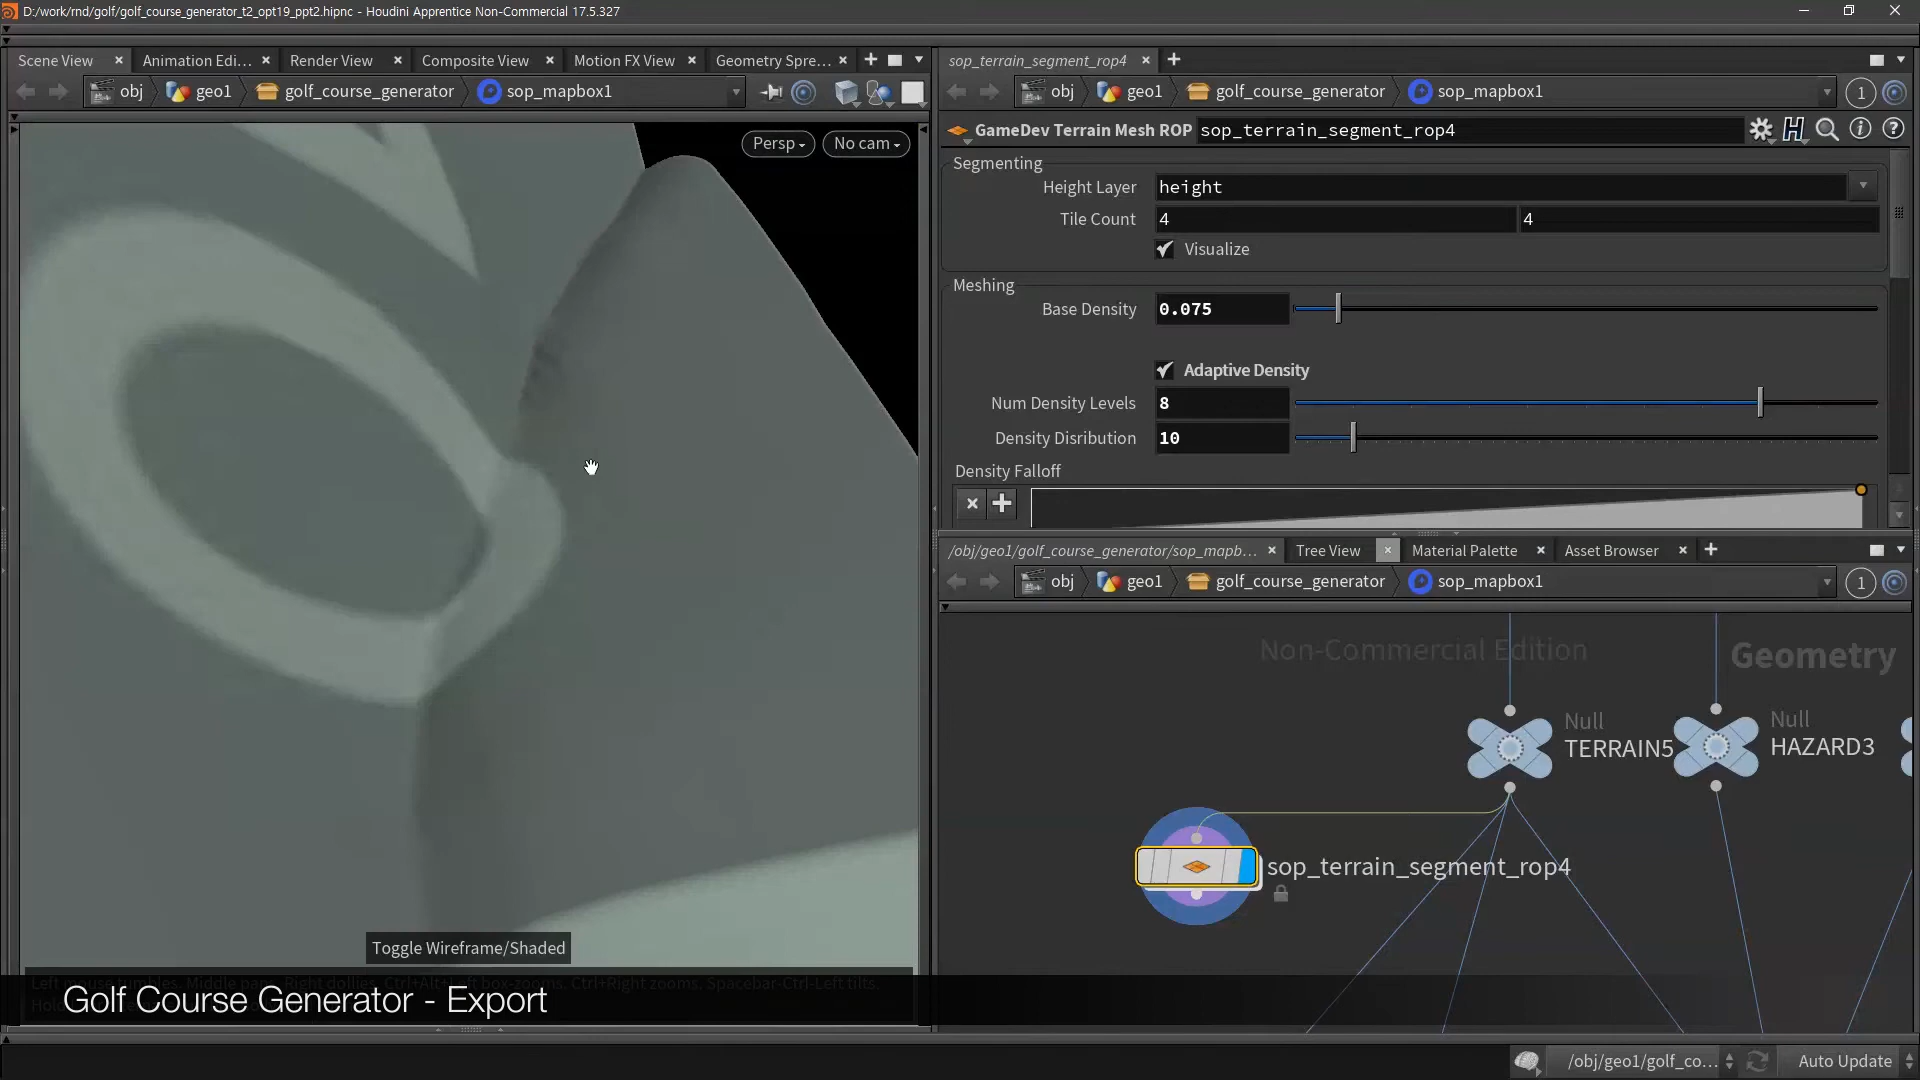 D:/work/rnd/golf/golf_course_generator_t2_opt19_ppt2.hipnc - Houdini Apprentice Non-Commercial 17.5.327
Scene View
Animation Edi...
Render View
Composite View
Motion FX View
Geometry Spre...
obj
geo1
golf_course_generator
sop_mapbox1
Persp
No cam
Toggle Wireframe/Shaded
Golf Course Generator - Export
sop_terrain_segment_rop4
obj
geo1
golf_course_generator
sop_mapbox1
1
GameDev Terrain Mesh ROP
sop_terrain_segment_rop4
Segmenting
Height Layer
height
Tile Count
4
4
Visualize
Meshing
Base Density
0.075
Adaptive Density
Num Density Levels
8
Density Disribution
10
Density Falloff
/obj/geo1/golf_course_generator/sop_mapb...
Tree View
Material Palette
Asset Browser
obj
geo1
golf_course_generator
sop_mapbox1
1
Non-Commercial Edition
Geometry
Null
TERRAIN5
Null
HAZARD3
sop_terrain_segment_rop4
/obj/geo1/golf_co...
Auto Update